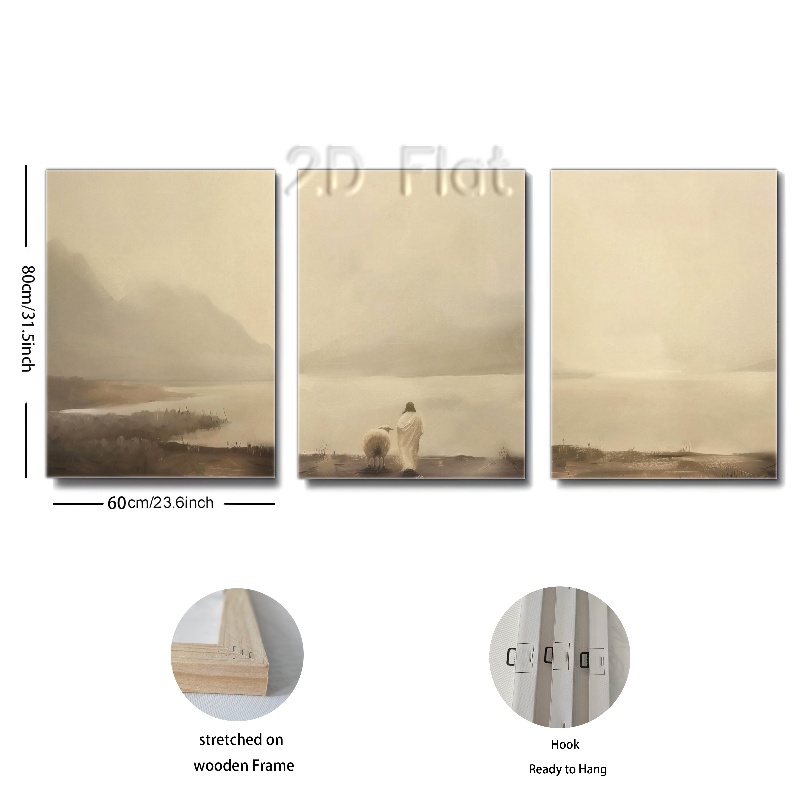 2D Flat
80cm/31.5inch
60cm/23.6inch
stretched on
wooden Frame
Hook
Ready to Hang